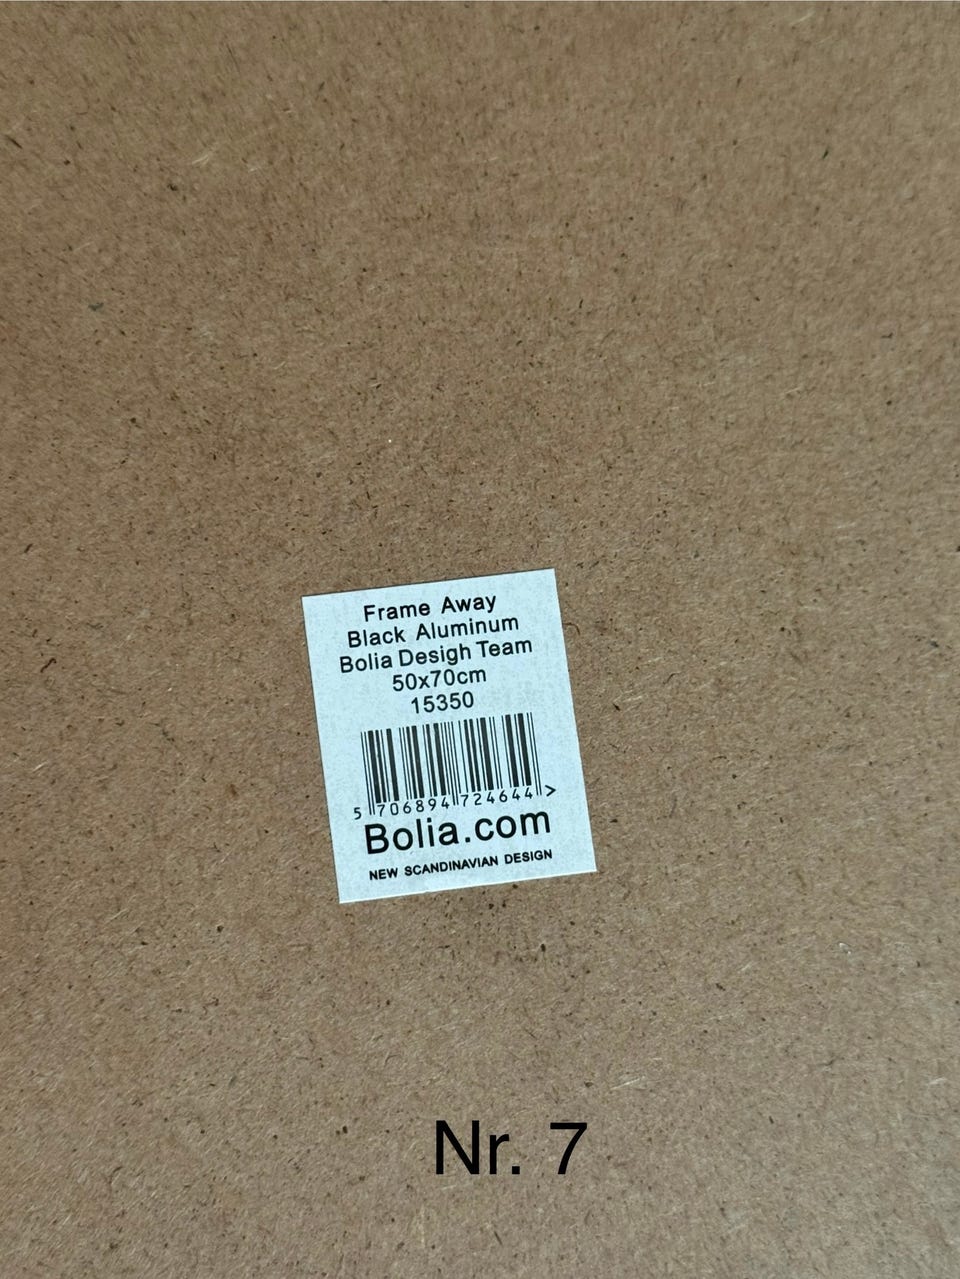 Frame Away
Black Aluminum
Bolia Desigh Team
50x70cm
15350
5 706894 724644 >
Bolia.com
NEW SCANDINAVIAN DESIGN
Nr. 7